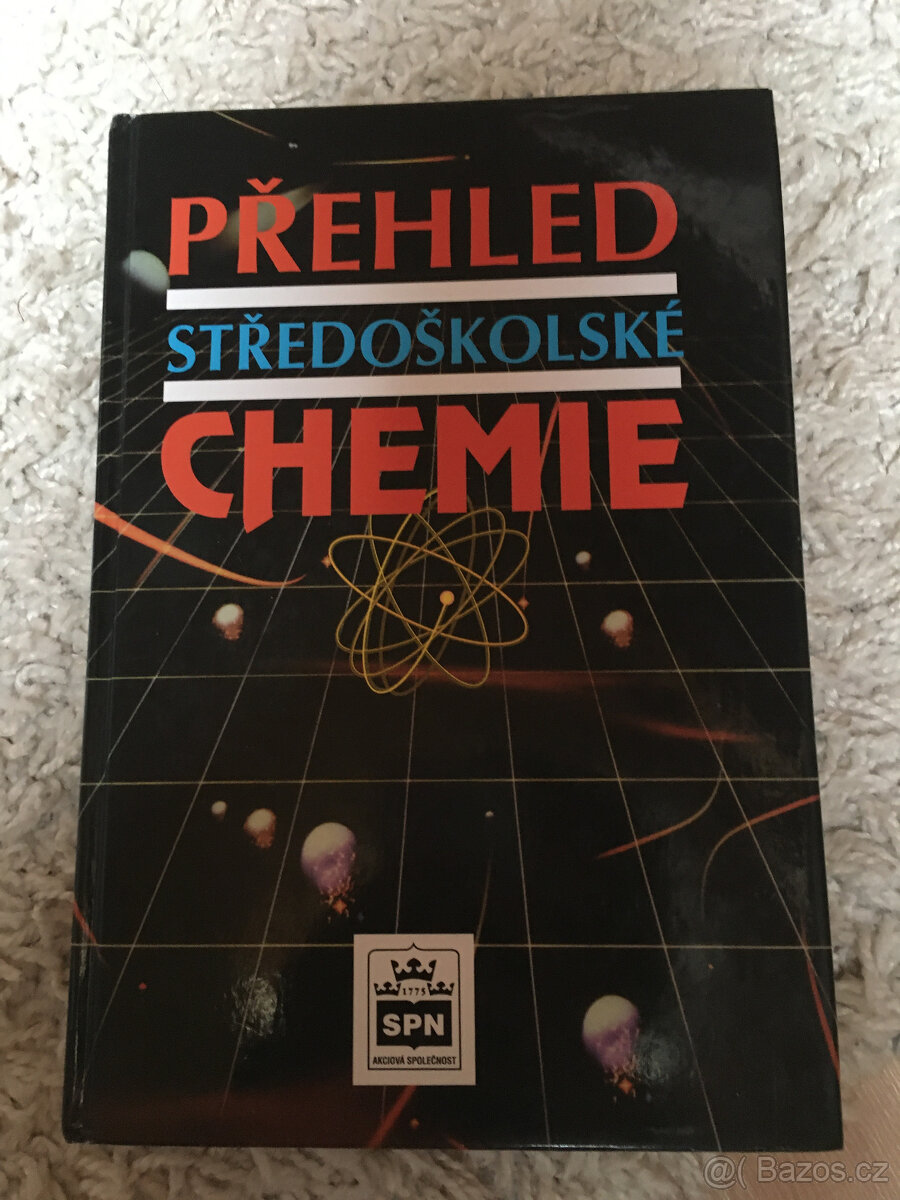 PŘEHLED
STŘEDOŠKOLSKÉ
CHEMIE
1775
SPN
AKCIOVÁ SPOLEČNOST
@( Bazos.cz